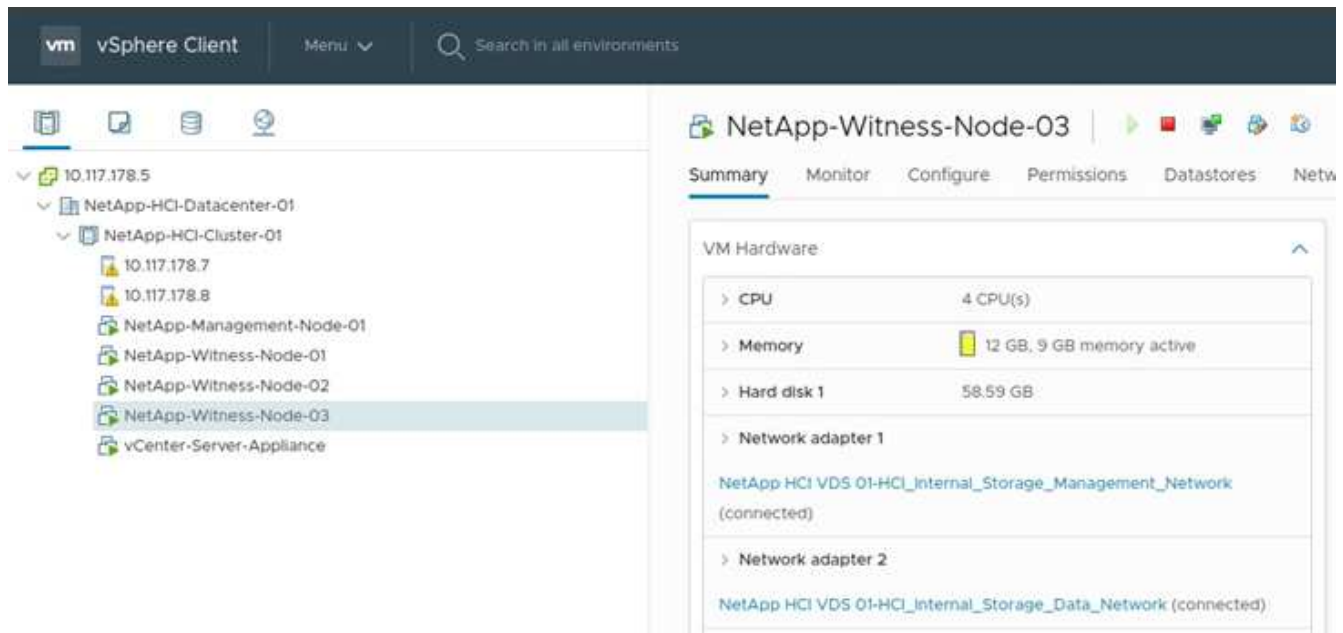 vm vSphere Client Menu Search in all environments
10.117.178.5
NetApp-HCI-Datacenter-01
NetApp-HCI-Cluster-01
10.117.178.7
10.117.178.8
NetApp-Management-Node-01
NetApp-Witness-Node-01
NetApp-Witness-Node-02
NetApp-Witness-Node-03
vCenter-Server-Appliance
NetApp-Witness-Node-03
Summary Monitor Configure Permissions Datastores Netw
VM Hardware
CPU 4 CPU(s)
Memory 12 GB, 9 GB memory active
Hard disk 1 58.59 GB
Network adapter 1
NetApp HCI VDS 01-HCI_Internal_Storage_Management_Network
(connected)
Network adapter 2
NetApp HCI VDS 01-HCI_Internal_Storage_Data_Network (connected)